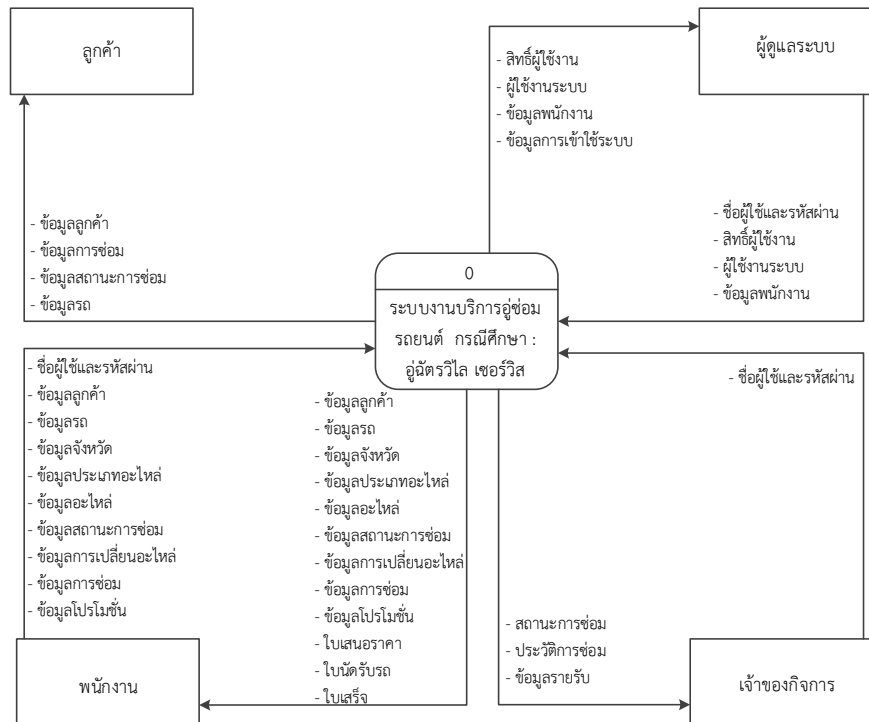 ลูกค้า
ผู้ดูแลระบบ
- สิทธิ์ผู้ใช้งาน
- ผู้ใช้งานระบบ
- ข้อมูลพนักงาน
- ข้อมูลการเข้าใช้ระบบ
- ชื่อผู้ใช้และรหัสผ่าน
- สิทธิ์ผู้ใช้งาน
- ผู้ใช้งานระบบ
- ข้อมูลพนักงาน
- ข้อมูลลูกค้า
- ข้อมูลการซ่อม
- ข้อมูลสถานะการซ่อม
- ข้อมูลรถ
0
ระบบงานบริการอู่ซ่อม
รถยนต์ กรณีศึกษา :
อู่ฉัตรวิไล เซอร์วิส
- ชื่อผู้ใช้และรหัสผ่าน
- ข้อมูลลูกค้า
- ข้อมูลรถ
- ข้อมูลจังหวัด
- ข้อมูลประเภทอะไหล่
- ข้อมูลอะไหล่
- ข้อมูลสถานะการซ่อม
- ข้อมูลการเปลี่ยนอะไหล่
- ข้อมูลการซ่อม
- ข้อมูลโปรโมชั่น
- ข้อมูลลูกค้า
- ข้อมูลรถ
- ข้อมูลจังหวัด
- ข้อมูลประเภทอะไหล่
- ข้อมูลอะไหล่
- ข้อมูลสถานะการซ่อม
- ข้อมูลการเปลี่ยนอะไหล่
- ข้อมูลการซ่อม
- ข้อมูลโปรโมชั่น
- ใบเสนอราคา
- ใบนัดรับรถ
- ใบเสร็จ
- ชื่อผู้ใช้และรหัสผ่าน
- สถานะการซ่อม
- ประวัติการซ่อม
- ข้อมูลรายรับ
พนักงาน
เจ้าของกิจการ